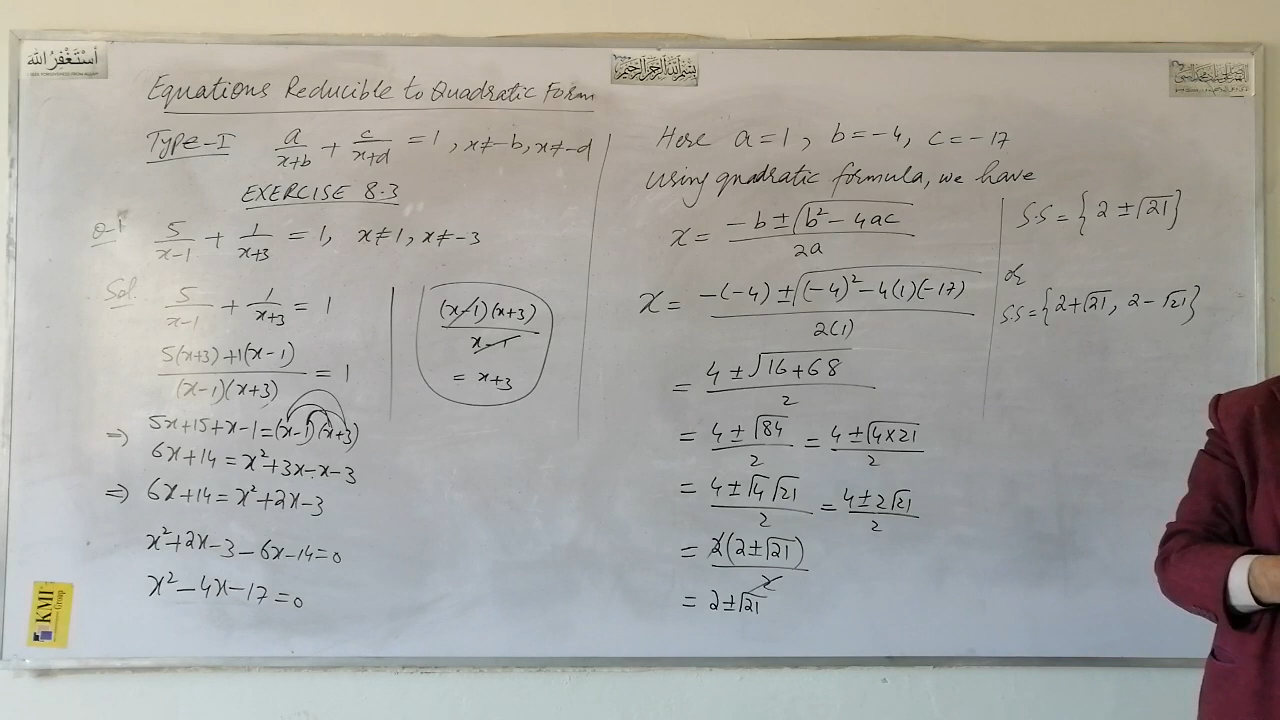 أستغفر الله
بسم الله الرحمن الرحيم
Equations Reducible to Quadratic Form
Type-I a/(x+b) + c/(x+d) = 1, x≠-b, x≠-d
EXERCISE 8.3
Q-1 5/(x-1) + 1/(x+3) = 1, x≠1, x≠-3
Sol. 5/(x-1) + 1/(x+3) = 1
(5(x+3)+1(x-1))/((x-1)(x+3)) = 1
⇒ 5x+15+x-1=(x-1)(x+3)
6x+14=x²+3x-x-3
⇒ 6x+14=x²+2x-3
x²+2x-3-6x-14=0
x²-4x-17=0
(x-1)(x+3)/(x-1)
= x+3
Here a=1, b=-4, c=-17
Using quadratic formula, we have
x = (-b±√(b²-4ac))/2a
x = (-(-4)±√((-4)²-4(1)(-17)))/2(1)
= (4±√(16+68))/2
= (4±√84)/2 = (4±√(4×21))/2
= (4±√4√21)/2 = (4±2√21)/2
= 2(2±√21)/2
= 2±√21
S.S={2±√21}
or
S.S={2+√21, 2-√21}
KMI
Group